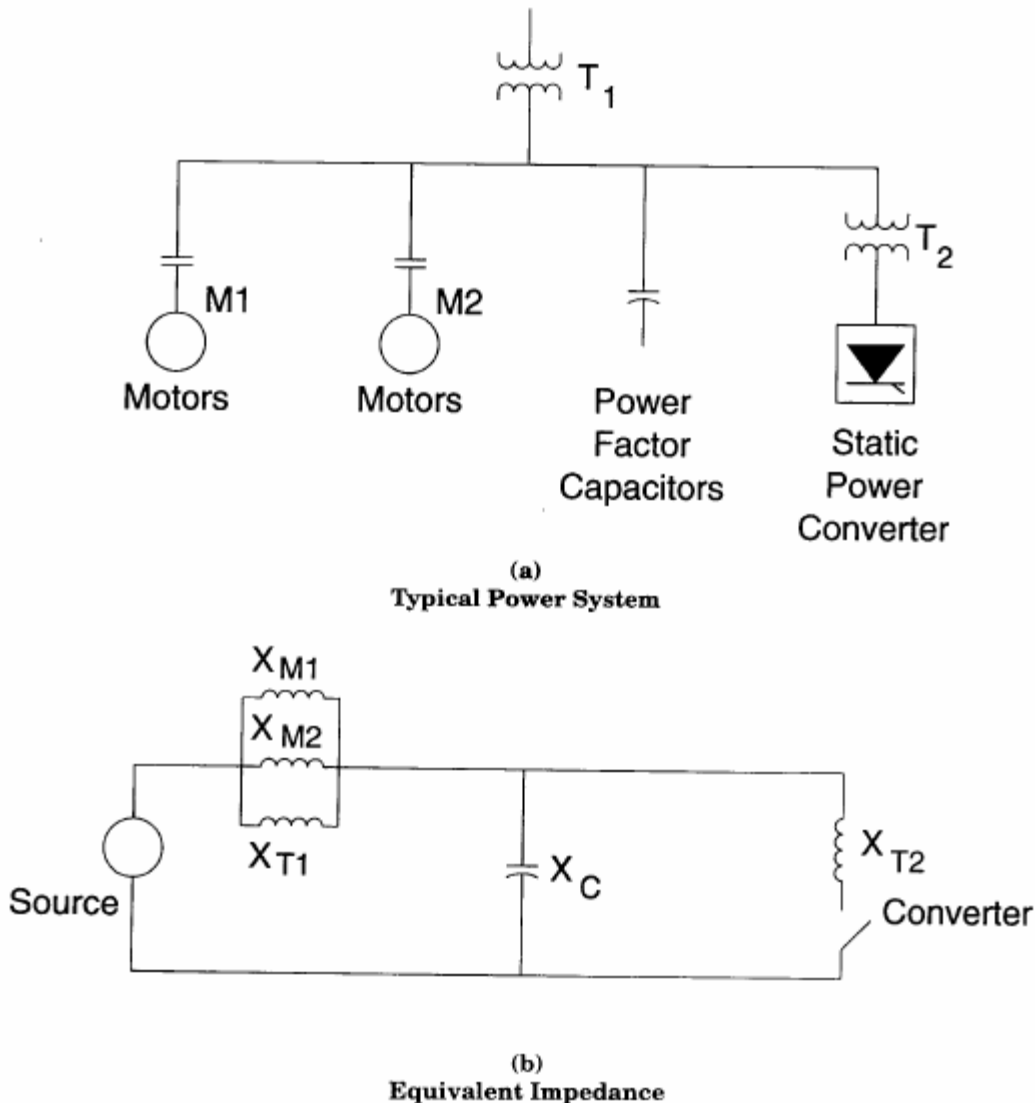 T1
T2
M1
M2
Motors
Motors
Power
Factor
Capacitors
Static
Power
Converter
(a)
Typical Power System
XM1
XM2
XT1
XC
XT2
Source
Converter
(b)
Equivalent Impedance